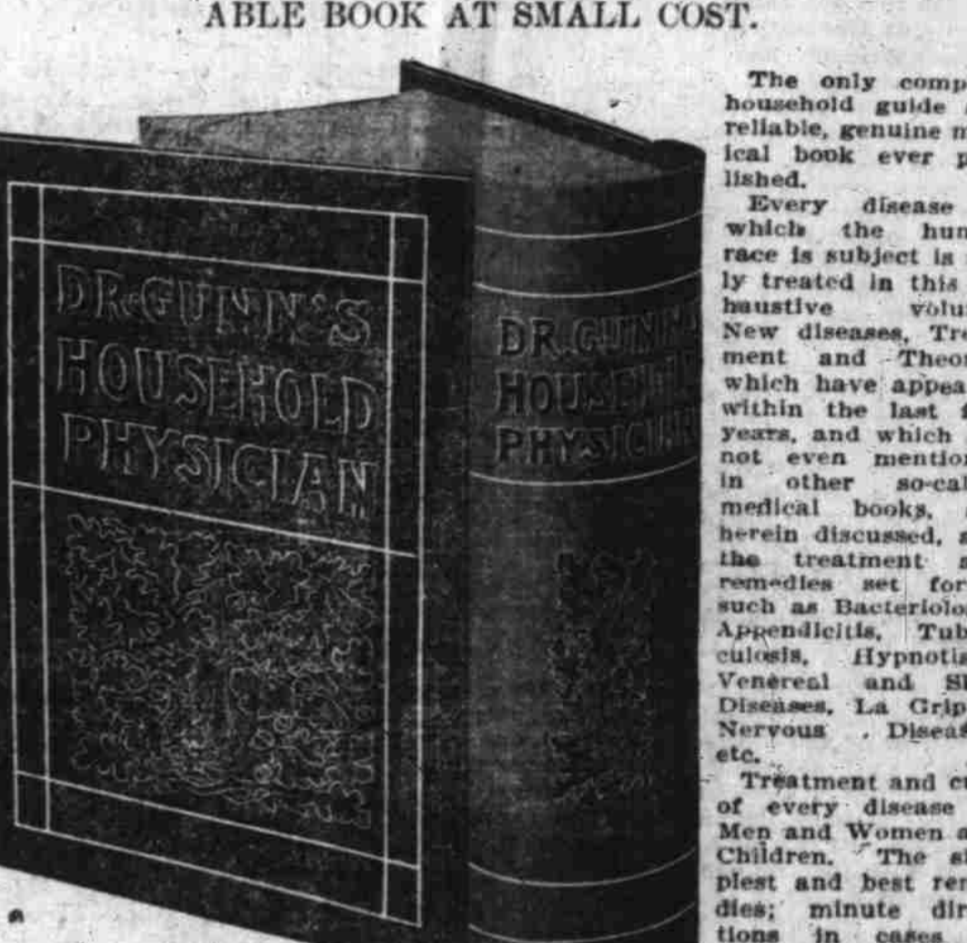 ABLE BOOK AT SMALL COST.
DR. GUNN'S
HOUSEHOLD
PHYSICIAN
DR. GUNN'S
HOUSEHOLD
PHYSICIAN
The only comp
household guide
reliable, genuine m
ical book ever p
lished.
Every disease
which the hum
race is subject is
ly treated in this
haustive volu
New diseases, Tre
ment and Theor
which have appea
within the last f
years, and which
not even mention
in other so-cal
medical books,
herein discussed, a
the treatment a
remedies set for
such as Bacteriolo
Appendicitis, Tub
culosis, Hypnotis
Venereal and Sk
Diseases, La Grip
Nervous Diseas
etc.
Treatment and cu
of every disease
Men and Women a
Children. The si
plest and best rem
dies; minute dir
tions in cases